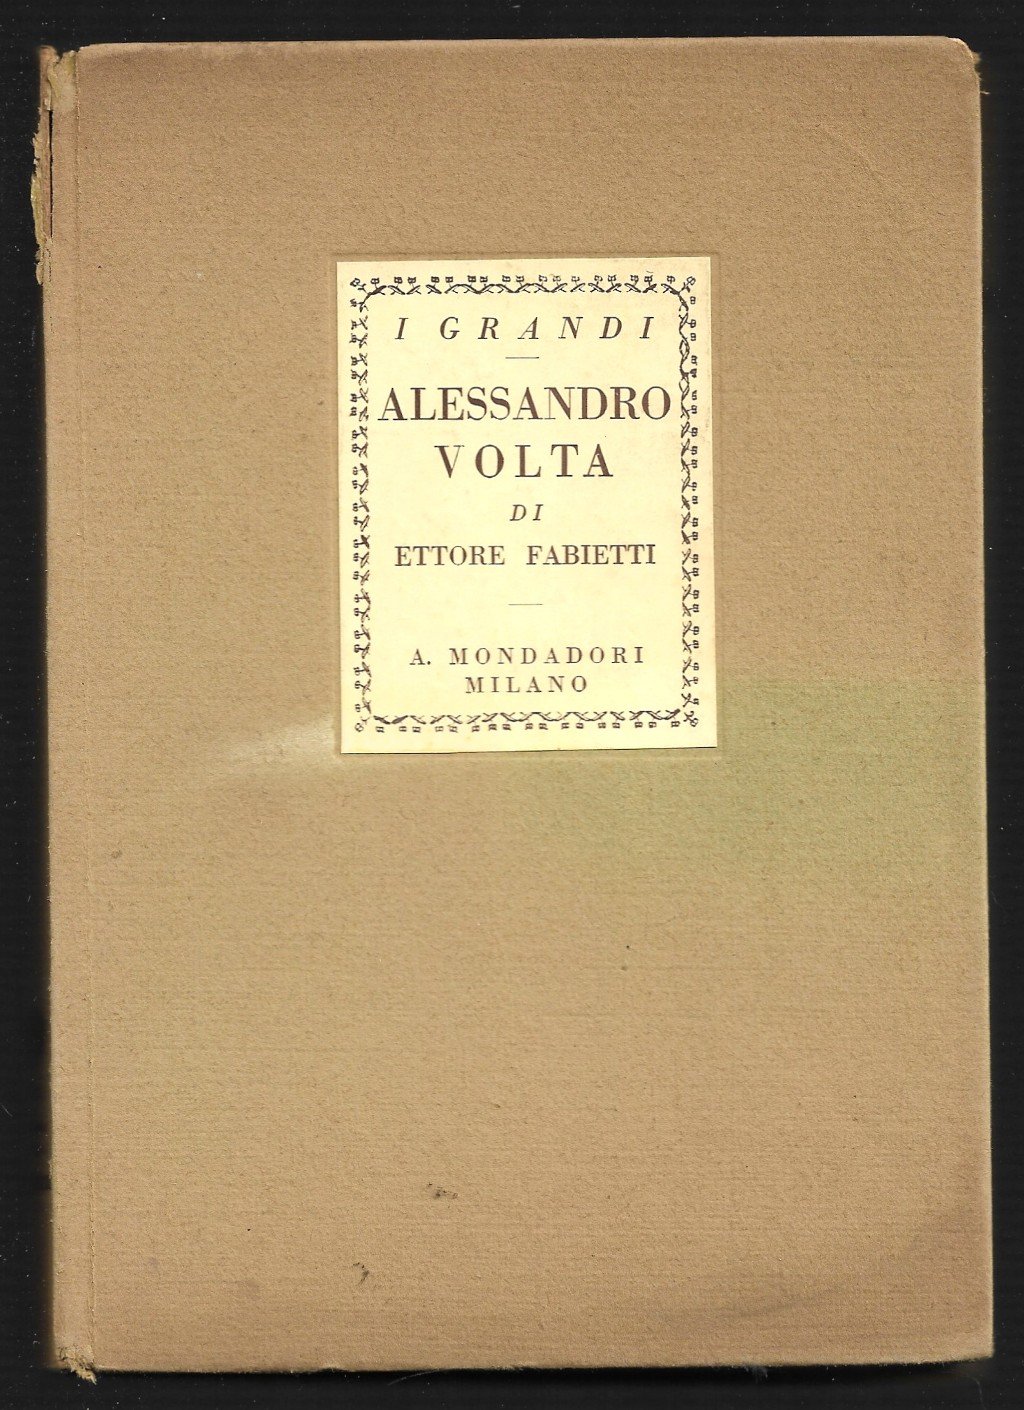 I GRANDI
ALESSANDRO
VOLTA
DI
ETTORE FABIETTI
A. MONDADORI
MILANO